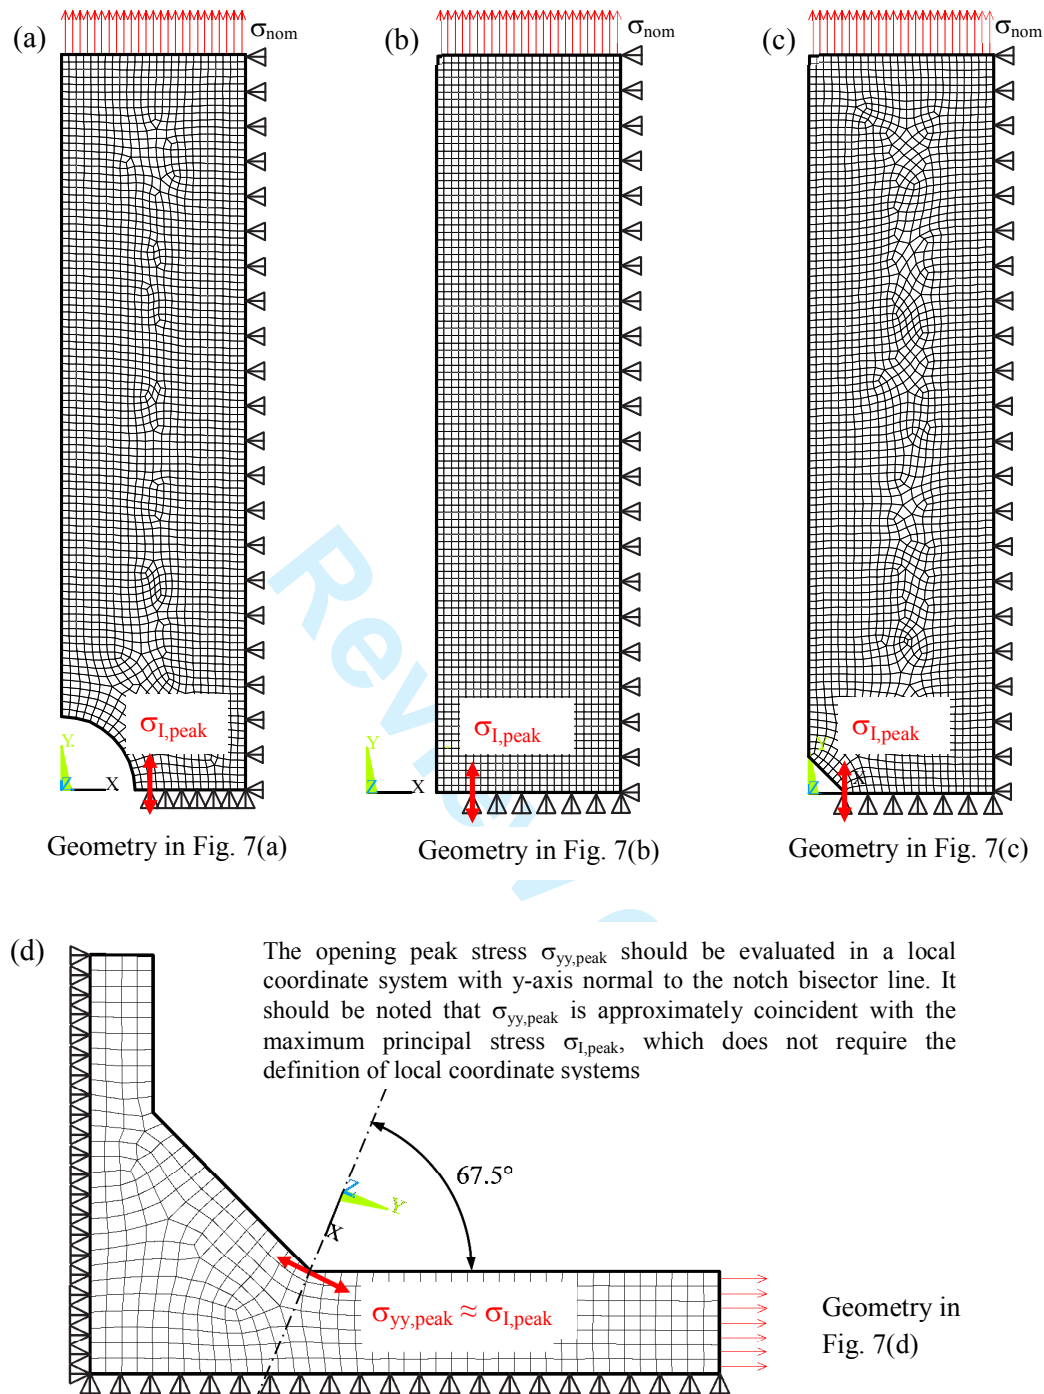 (a)
σnom
(b)
σnom
(c)
σnom
σI,peak
Y
Z
X
σI,peak
Y
Z
X
σI,peak
Y
Z
X
Geometry in Fig. 7(a)
Geometry in Fig. 7(b)
Geometry in Fig. 7(c)
Review
(d)
The opening peak stress σyy,peak should be evaluated in a local
coordinate system with y-axis normal to the notch bisector line. It
should be noted that σyy,peak is approximately coincident with the
maximum principal stress σI,peak, which does not require the
definition of local coordinate systems
67.5°
Z
Y
X
σyy,peak ≈ σI,peak
Geometry in
Fig. 7(d)